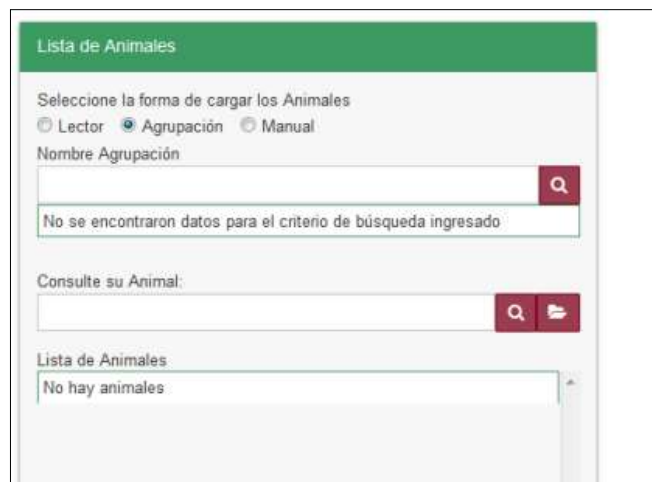 Lista de Animales
Seleccione la forma de cargar los Animales
Lector Agrupación Manual
Nombre Agrupación
No se encontraron datos para el criterio de búsqueda ingresado
Consulte su Animal:
Lista de Animales
No hay animales